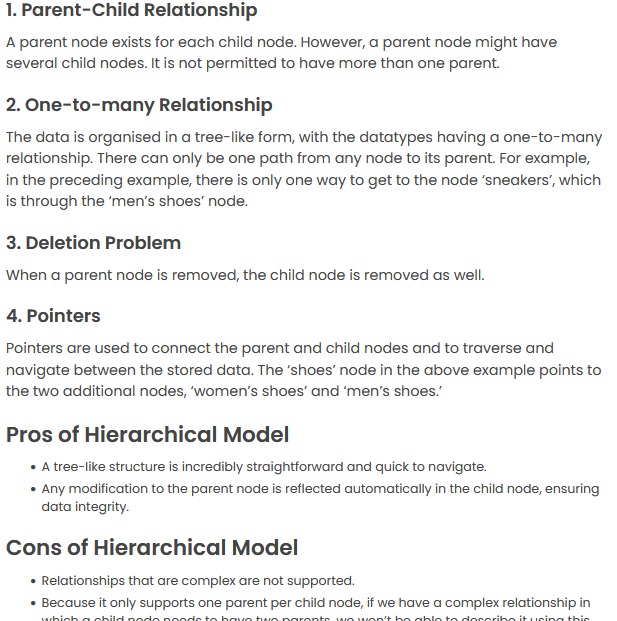 1. Parent-Child Relationship
A parent node exists for each child node. However, a parent node might have
several child nodes. It is not permitted to have more than one parent.
2. One-to-many Relationship
The data is organised in a tree-like form, with the datatypes having a one-to-many
relationship. There can only be one path from any node to its parent. For example,
in the preceding example, there is only one way to get to the node ‘sneakers’, which
is through the ‘men’s shoes’ node.
3. Deletion Problem
When a parent node is removed, the child node is removed as well.
4. Pointers
Pointers are used to connect the parent and child nodes and to traverse and
navigate between the stored data. The ‘shoes’ node in the above example points to
the two additional nodes, ‘women’s shoes’ and ‘men’s shoes.’
Pros of Hierarchical Model
• A tree-like structure is incredibly straightforward and quick to navigate.
• Any modification to the parent node is reflected automatically in the child node, ensuring
data integrity.
Cons of Hierarchical Model
• Relationships that are complex are not supported.
• Because it only supports one parent per child node, if we have a complex relationship in
which a child node needs to have two parents, we won’t be able to describe it using this